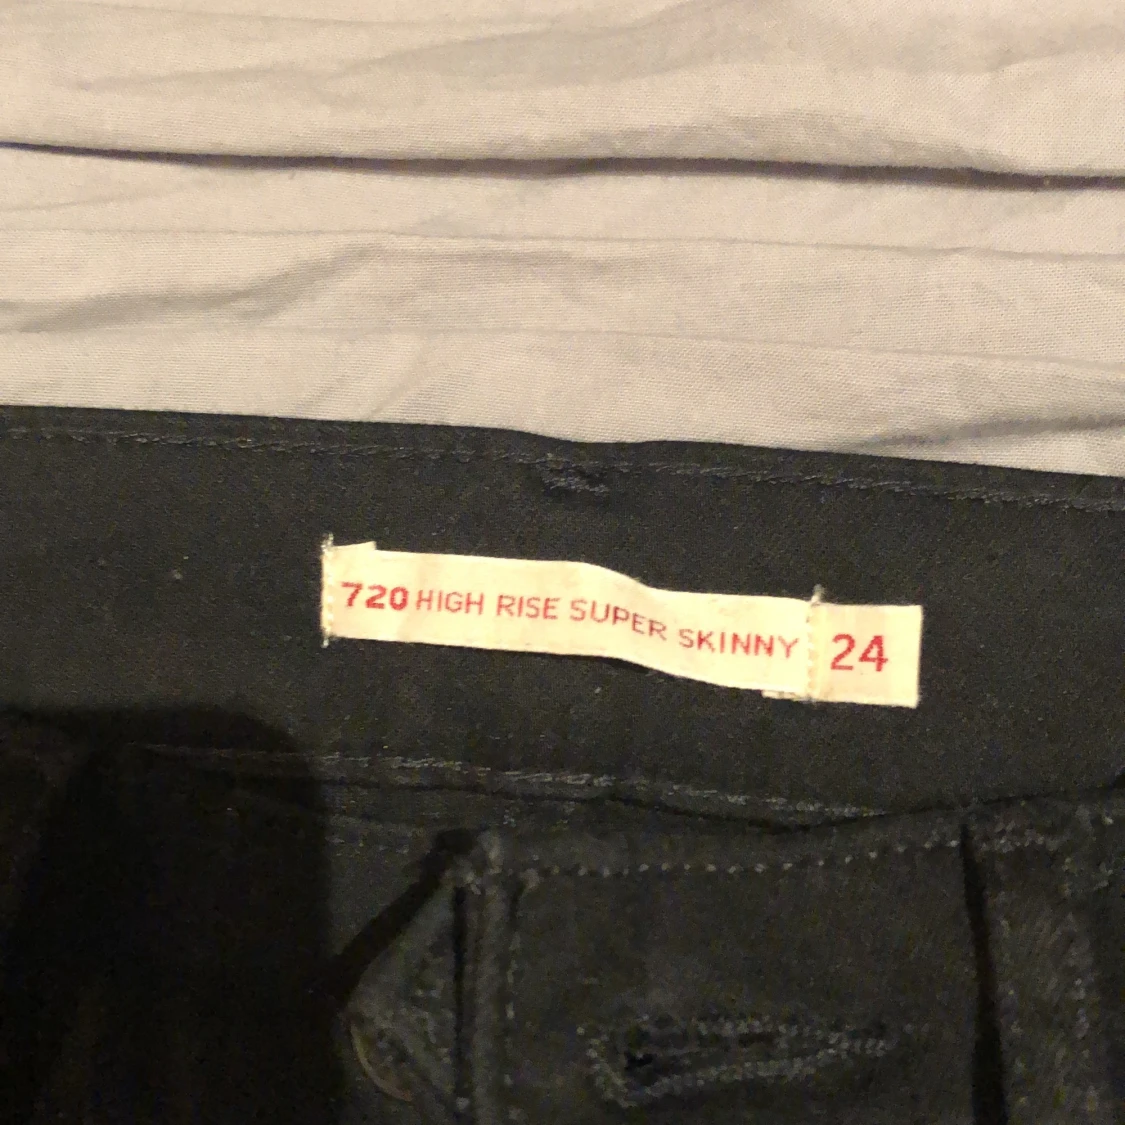 720 HIGH RISE SUPER SKINNY 24